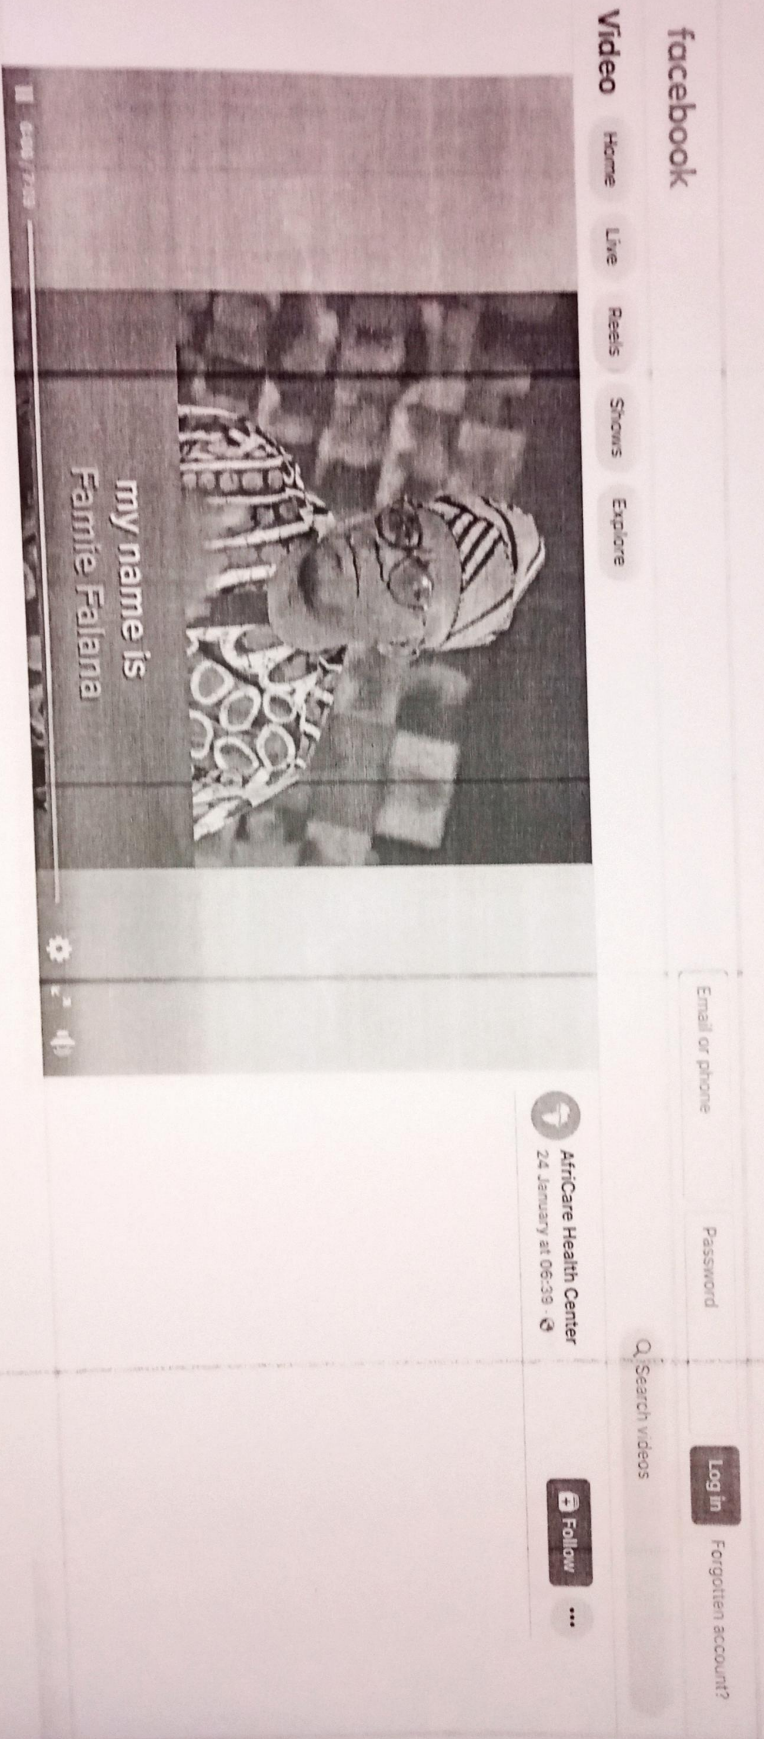 facebook
Email or phone
Password
Log in
Forgotten account?
Video
Home
Live
Reels
Shows
Explore
Search videos
AfriCare Health Center
24 January at 06:39 ·
Follow
my name is
Famie Falana